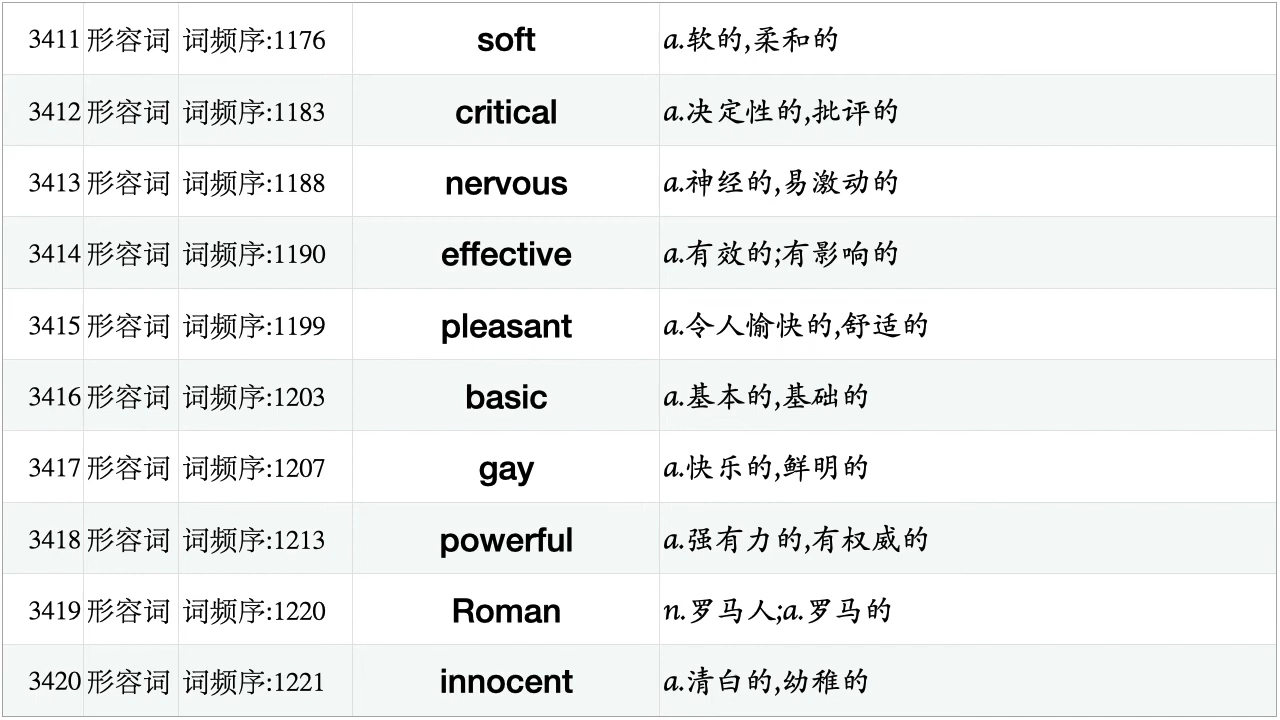 3411 形容词 词频序:1176 soft a.软的,柔和的
3412 形容词 词频序:1183 critical a.决定性的,批评的
3413 形容词 词频序:1188 nervous a.神经的,易激动的
3414 形容词 词频序:1190 effective a.有效的;有影响的
3415 形容词 词频序:1199 pleasant a.令人愉快的,舒适的
3416 形容词 词频序:1203 basic a.基本的,基础的
3417 形容词 词频序:1207 gay a.快乐的,鲜明的
3418 形容词 词频序:1213 powerful a.强有力的,有权威的
3419 形容词 词频序:1220 Roman n.罗马人;a.罗马的
3420 形容词 词频序:1221 innocent a.清白的,幼稚的